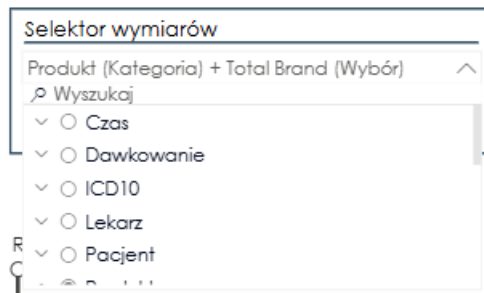 Selektor wymiarów
Produkt (Kategoria) + Total Brand (Wybór)
Wyszukaj
Czas
Dawkowanie
ICD10
Lekarz
Pacjent